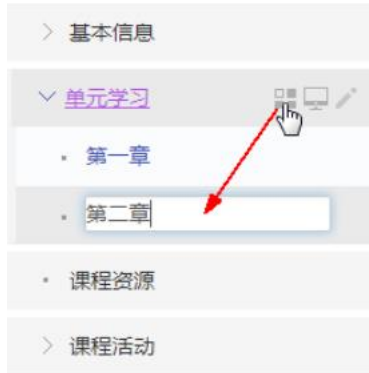 基本信息
单元学习
第一章
第二章
课程资源
课程活动